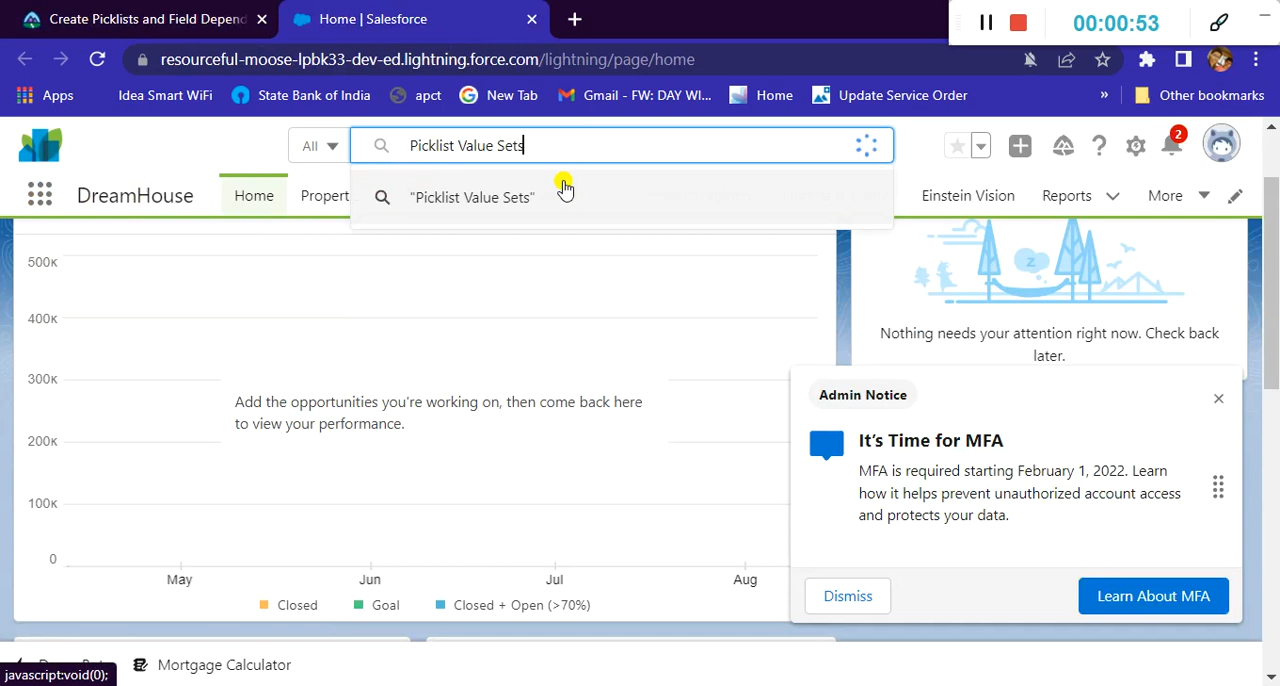 Create Picklists and Field Depend
Home | Salesforce
00:00:53
resourceful-moose-lpbk33-dev-ed.lightning.force.com/lightning/page/home
Apps
Idea Smart WiFi
State Bank of India
apct
New Tab
Gmail - FW: DAY WI...
Home
Update Service Order
»
Other bookmarks
All
Picklist Value Sets
2
"Picklist Value Sets"
DreamHouse
Home
Propert
Einstein Vision
Reports
More
500K
400K
300K
200K
100K
0
Add the opportunities you're working on, then come back here
to view your performance.
May
Jun
Jul
Aug
Closed
Goal
Closed + Open (>70%)
Nothing needs your attention right now. Check back
later.
Admin Notice
It's Time for MFA
MFA is required starting February 1, 2022. Learn
how it helps prevent unauthorized account access
and protects your data.
Dismiss
Learn About MFA
Mortgage Calculator
javascript:void(0);